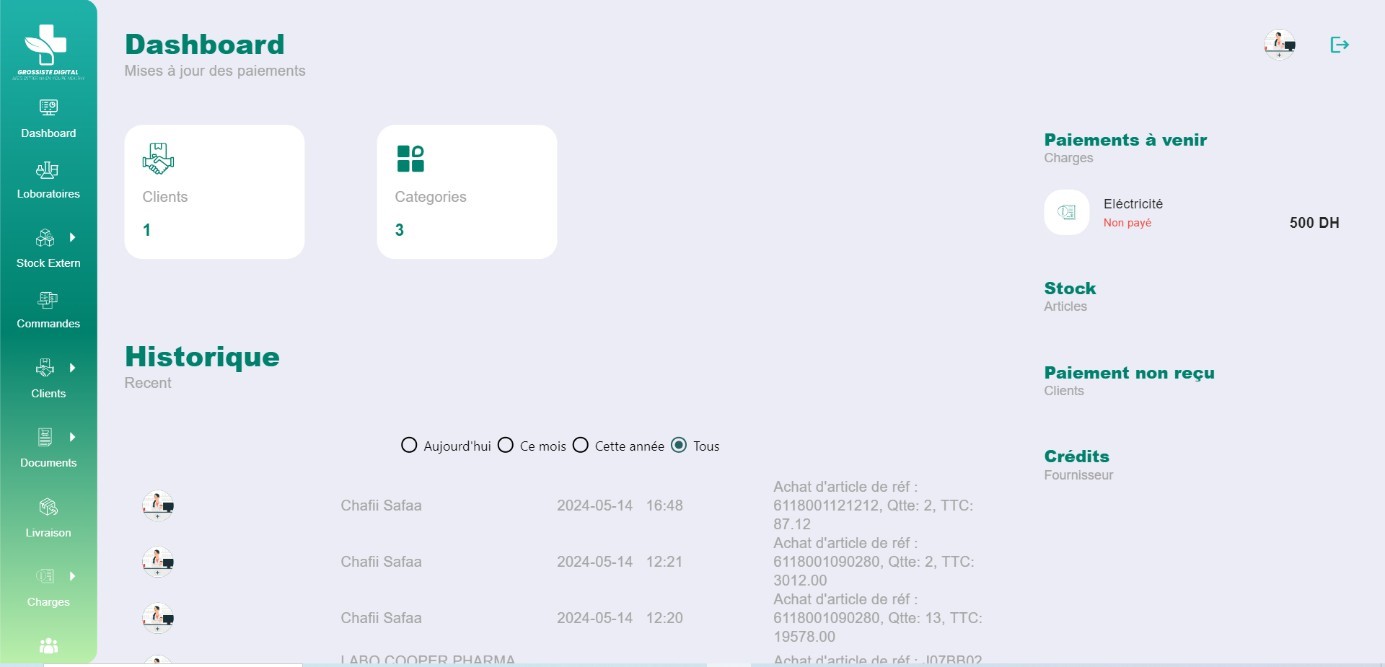 GROSSISTE DIGITAL
Dashboard
Loboratoires
Stock Extern
Commandes
Clients
Documents
Livraison
Charges
Dashboard
Mises à jour des paiements
Clients
1
Categories
3
Historique
Recent
Aujourd'hui Ce mois Cette année Tous
Chafii Safaa 2024-05-14 16:48
Achat d'article de réf :
6118001121212, Qtte: 2, TTC:
87.12
Chafii Safaa 2024-05-14 12:21
Achat d'article de réf :
6118001090280, Qtte: 2, TTC:
3012.00
Chafii Safaa 2024-05-14 12:20
Achat d'article de réf :
6118001090280, Qtte: 13, TTC:
19578.00
LABO COOPER PHARMA
Achat d'article de réf : J07BB02
Paiements à venir
Charges
Eléctricité
Non payé
500 DH
Stock
Articles
Paiement non reçu
Clients
Crédits
Fournisseur